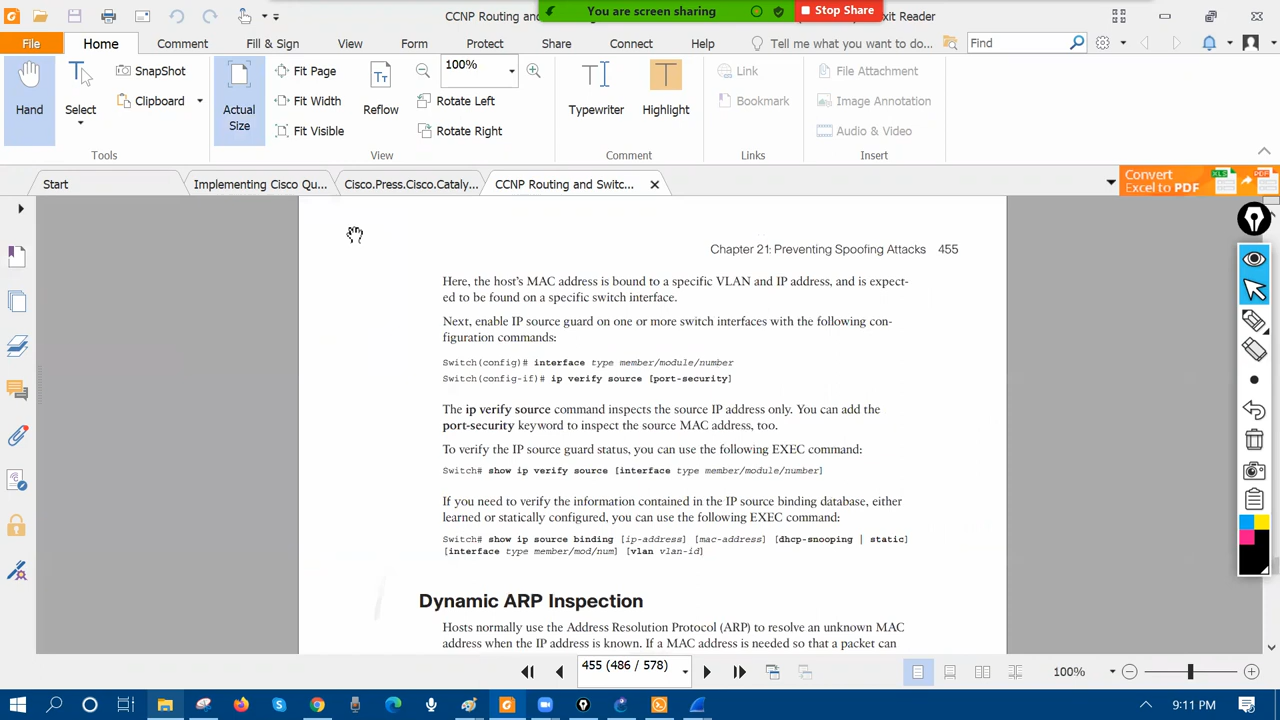 CCNP Routing and
You are screen sharing
Stop Share
xit Reader
File
Home
Comment
Fill & Sign
View
Form
Protect
Share
Connect
Help
Tell me what you want to do...
Find
Hand
Select
SnapShot
Clipboard
Tools
Actual
Size
Fit Page
Fit Width
Fit Visible
Reflow
100%
Rotate Left
Rotate Right
View
Typewriter
Highlight
Comment
Link
Bookmark
Links
File Attachment
Image Annotation
Audio & Video
Insert
Start
Implementing Cisco Qu...
Cisco.Press.Cisco.Cataly...
CCNP Routing and Switc...
Convert
Excel to PDF
Chapter 21: Preventing Spoofing Attacks 455
Here, the host's MAC address is bound to a specific VLAN and IP address, and is expect-
ed to be found on a specific switch interface.
Next, enable IP source guard on one or more switch interfaces with the following con-
figuration commands:
Switch(config)# interface type member/module/number
Switch(config-if)# ip verify source [port-security]
The ip verify source command inspects the source IP address only. You can add the
port-security keyword to inspect the source MAC address, too.
To verify the IP source guard status, you can use the following EXEC command:
Switch# show ip verify source [interface type member/module/number]
If you need to verify the information contained in the IP source binding database, either
learned or statically configured, you can use the following EXEC command:
Switch# show ip source binding [ip-address] [mac-address] [dhcp-snooping | static]
[interface type member/mod/num] [vlan vlan-id]
Dynamic ARP Inspection
Hosts normally use the Address Resolution Protocol (ARP) to resolve an unknown MAC
address when the IP address is known. If a MAC address is needed so that a packet can
455 (486 / 578)
100%
9:11 PM